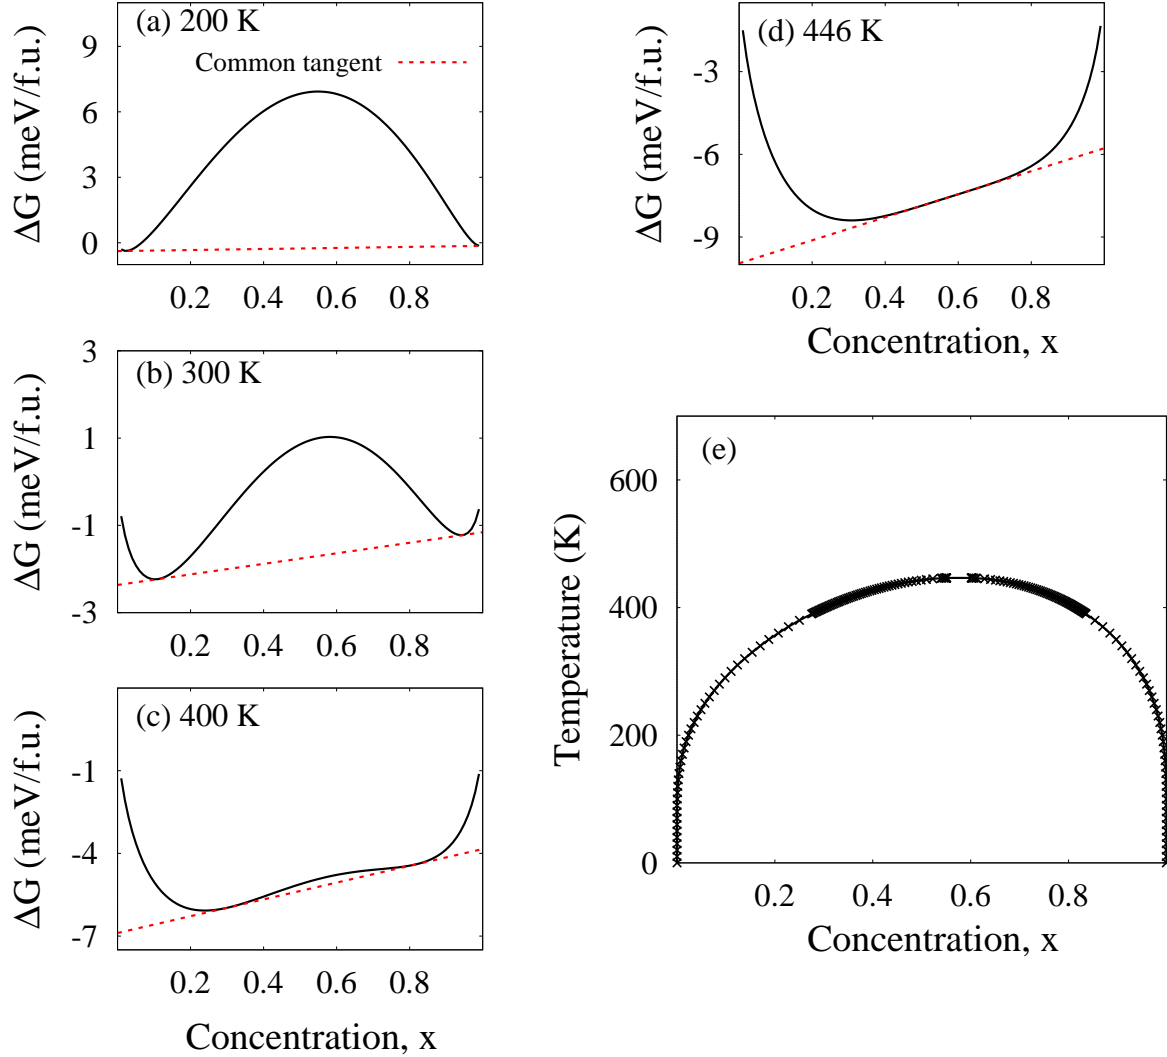 (a) 200 K
Common tangent
9
6
3
0
ΔG (meV/f.u.)
0.2 0.4 0.6 0.8
(b) 300 K
3
1
-1
-3
ΔG (meV/f.u.)
0.2 0.4 0.6 0.8
(c) 400 K
-1
-4
-7
ΔG (meV/f.u.)
0.2 0.4 0.6 0.8
Concentration, x
(d) 446 K
-3
-6
-9
ΔG (meV/f.u.)
0.2 0.4 0.6 0.8
Concentration, x
(e)
600
400
200
0
Temperature (K)
0.2 0.4 0.6 0.8
Concentration, x